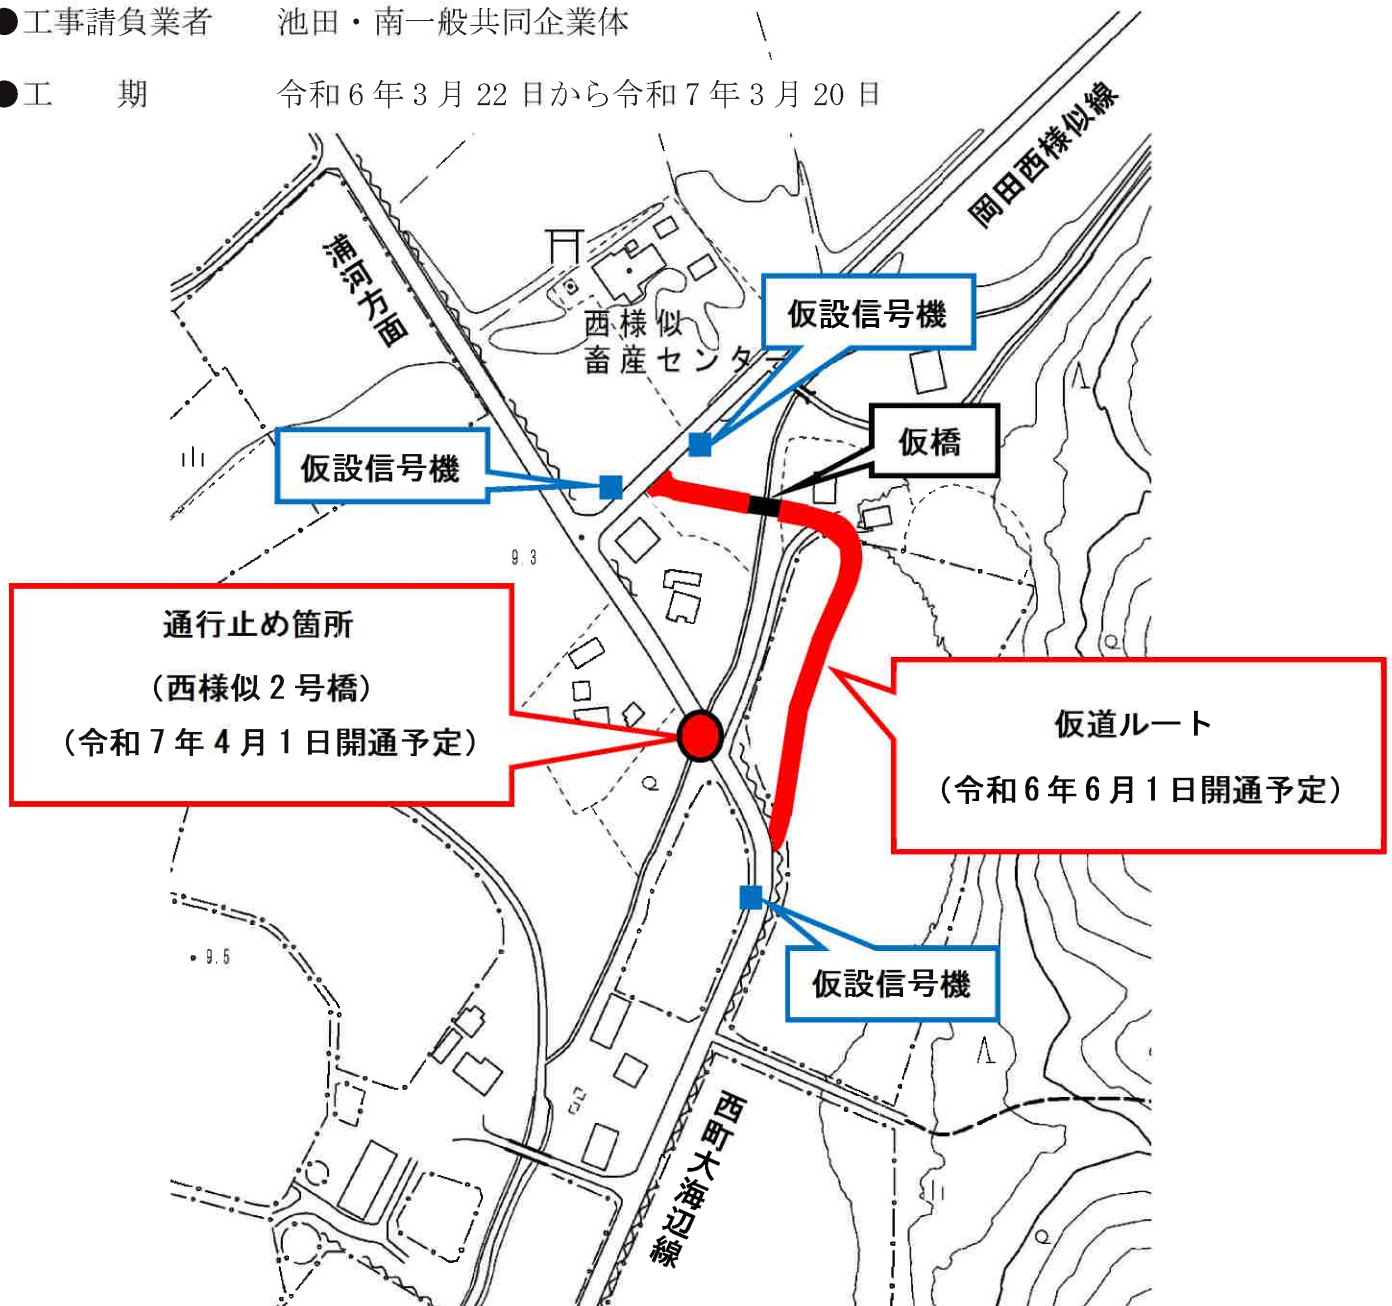 ●工事請負業者　池田・南一般共同企業体
●工　期　令和6年3月22日から令和7年3月20日
岡田西様似線
浦河方面
西様似
畜産センター
仮設信号機
仮橋
仮設信号機
9.3
通行止め箇所
（西様似2号橋）
（令和7年4月1日開通予定）
仮道ルート
（令和6年6月1日開通予定）
9.5
仮設信号機
西町大海辺線